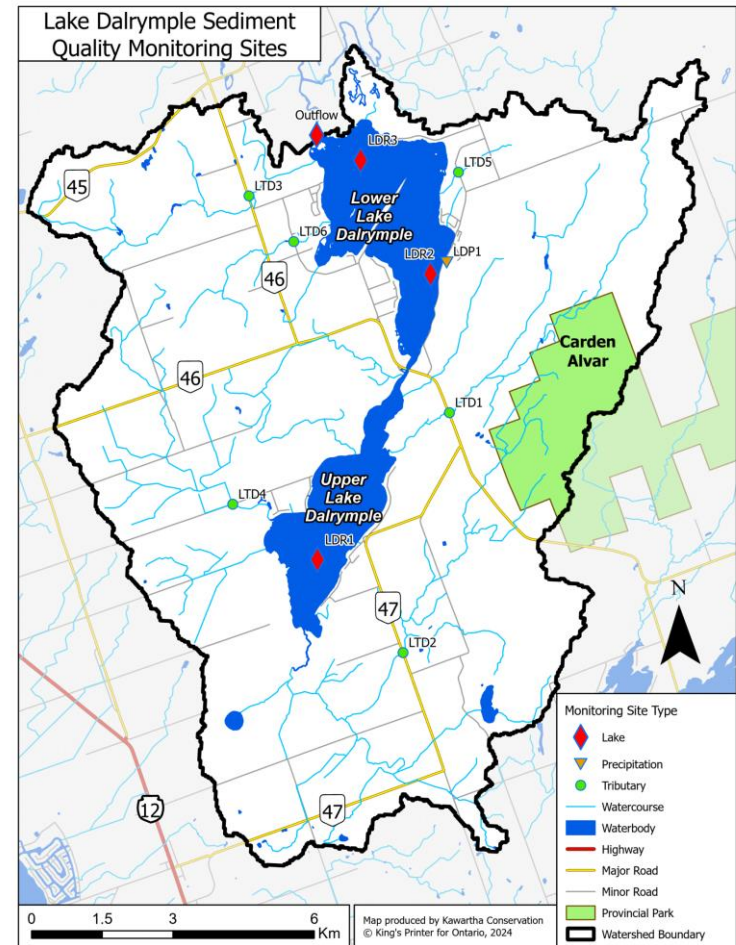 Lake Dalrymple Sediment
Quality Monitoring Sites
Outflow
LDR3
45
LTD3
LTD5
Lower
Lake
Dalrymple
LTD6
LDR2
LDP1
46
Carden
Alvar
46
LTD1
Upper
Lake
Dalrymple
LTD4
LDR1
N
47
LTD2
Monitoring Site Type
Lake
Precipitation
Tributary
Watercourse
Waterbody
Highway
Major Road
Minor Road
Provincial Park
Watershed Boundary
12
47
0 1.5 3 6
Km
Map produced by Kawartha Conservation
© King's Printer for Ontario, 2024